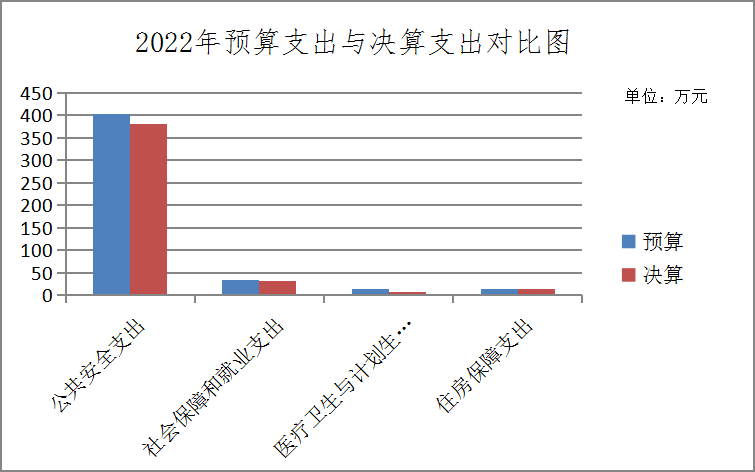 2022年预算支出与决算支出对比图
单位：万元
450
400
350
300
250
200
150
100
50
0
预算
决算
公共安全支出
社会保障和就业支出
医疗卫生与计划生…
住房保障支出